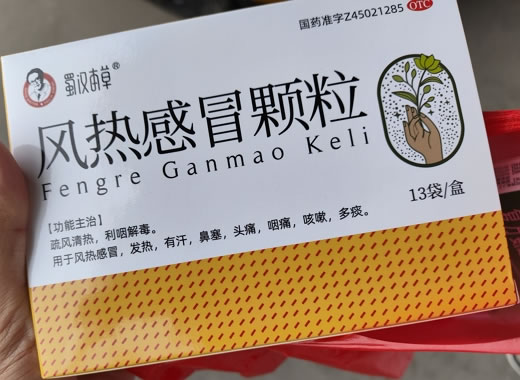 国药准字Z45021285 OTC
蜀汉本草®
风热感冒颗粒
Fengre Ganmao Keli
13袋/盒
【功能主治】
疏风清热，利咽解毒。
用于风热感冒，发热，有汗，鼻塞，头痛，咽痛，咳嗽，多痰。